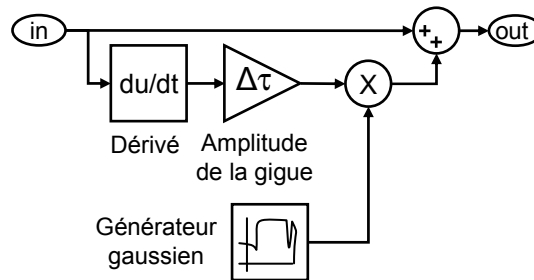 in
out
+
+
du/dt
Δτ
X
Dérivé
Amplitude
de la gigue
Générateur
gaussien